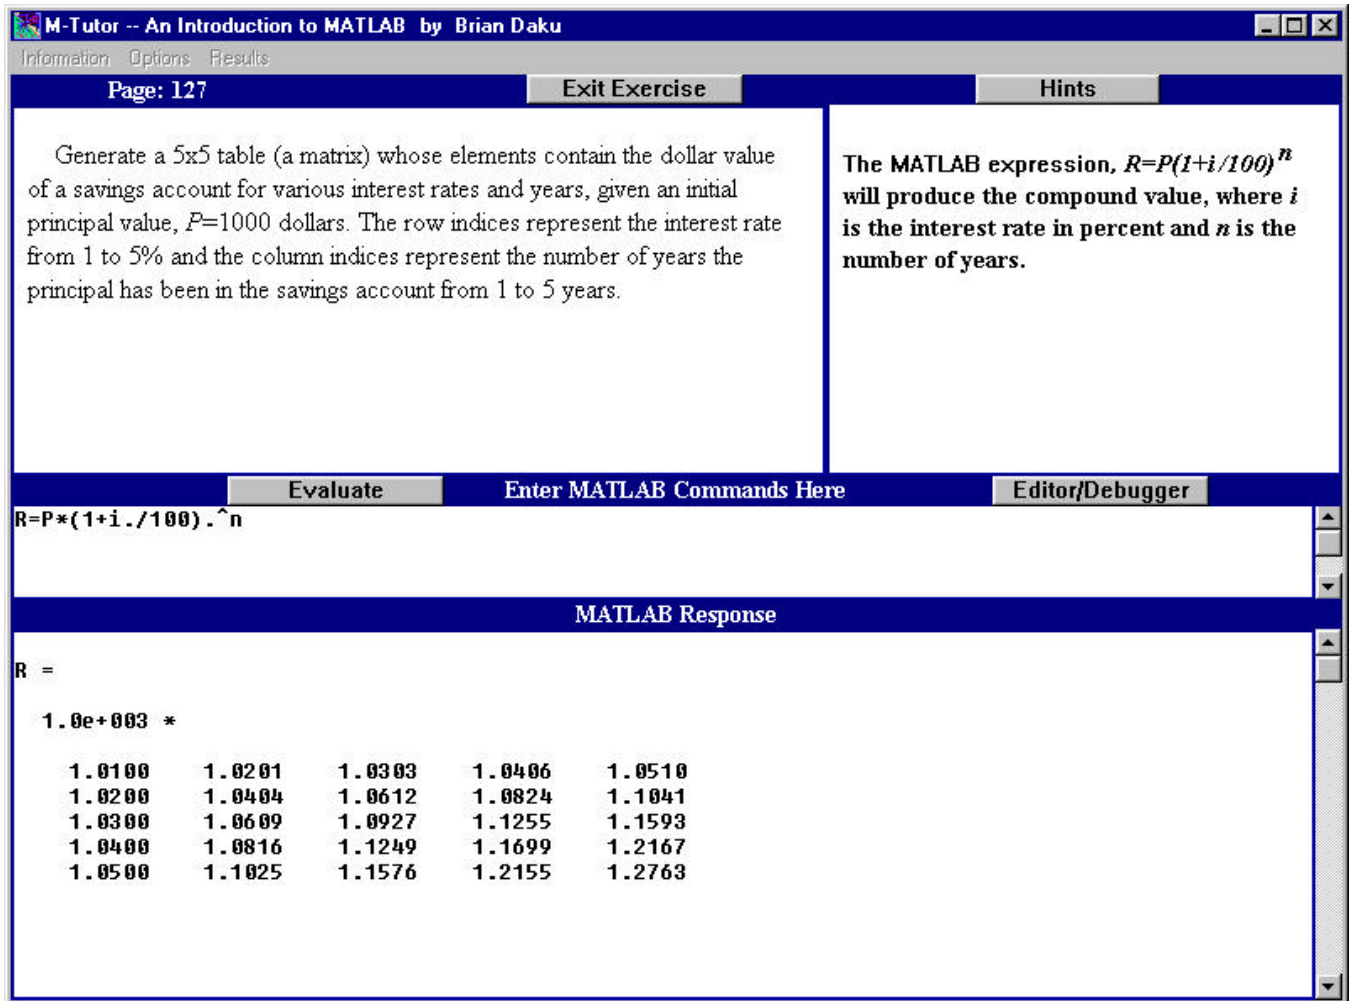 M-Tutor -- An Introduction to MATLAB by Brian Daku
Information Options Results
Page: 127
Exit Exercise
Hints
Generate a 5x5 table (a matrix) whose elements contain the dollar value
of a savings account for various interest rates and years, given an initial
principal value, P=1000 dollars. The row indices represent the interest rate
from 1 to 5% and the column indices represent the number of years the
principal has been in the savings account from 1 to 5 years.
The MATLAB expression, R=P(1+i/100)^n
will produce the compound value, where i
is the interest rate in percent and n is the
number of years.
Evaluate
Enter MATLAB Commands Here
Editor/Debugger
R=P*(1+i./100).^n
MATLAB Response
R =
1.0e+003 *
1.0100 1.0201 1.0303 1.0406 1.0510
1.0200 1.0404 1.0612 1.0824 1.1041
1.0300 1.0609 1.0927 1.1255 1.1593
1.0400 1.0816 1.1249 1.1699 1.2167
1.0500 1.1025 1.1576 1.2155 1.2763